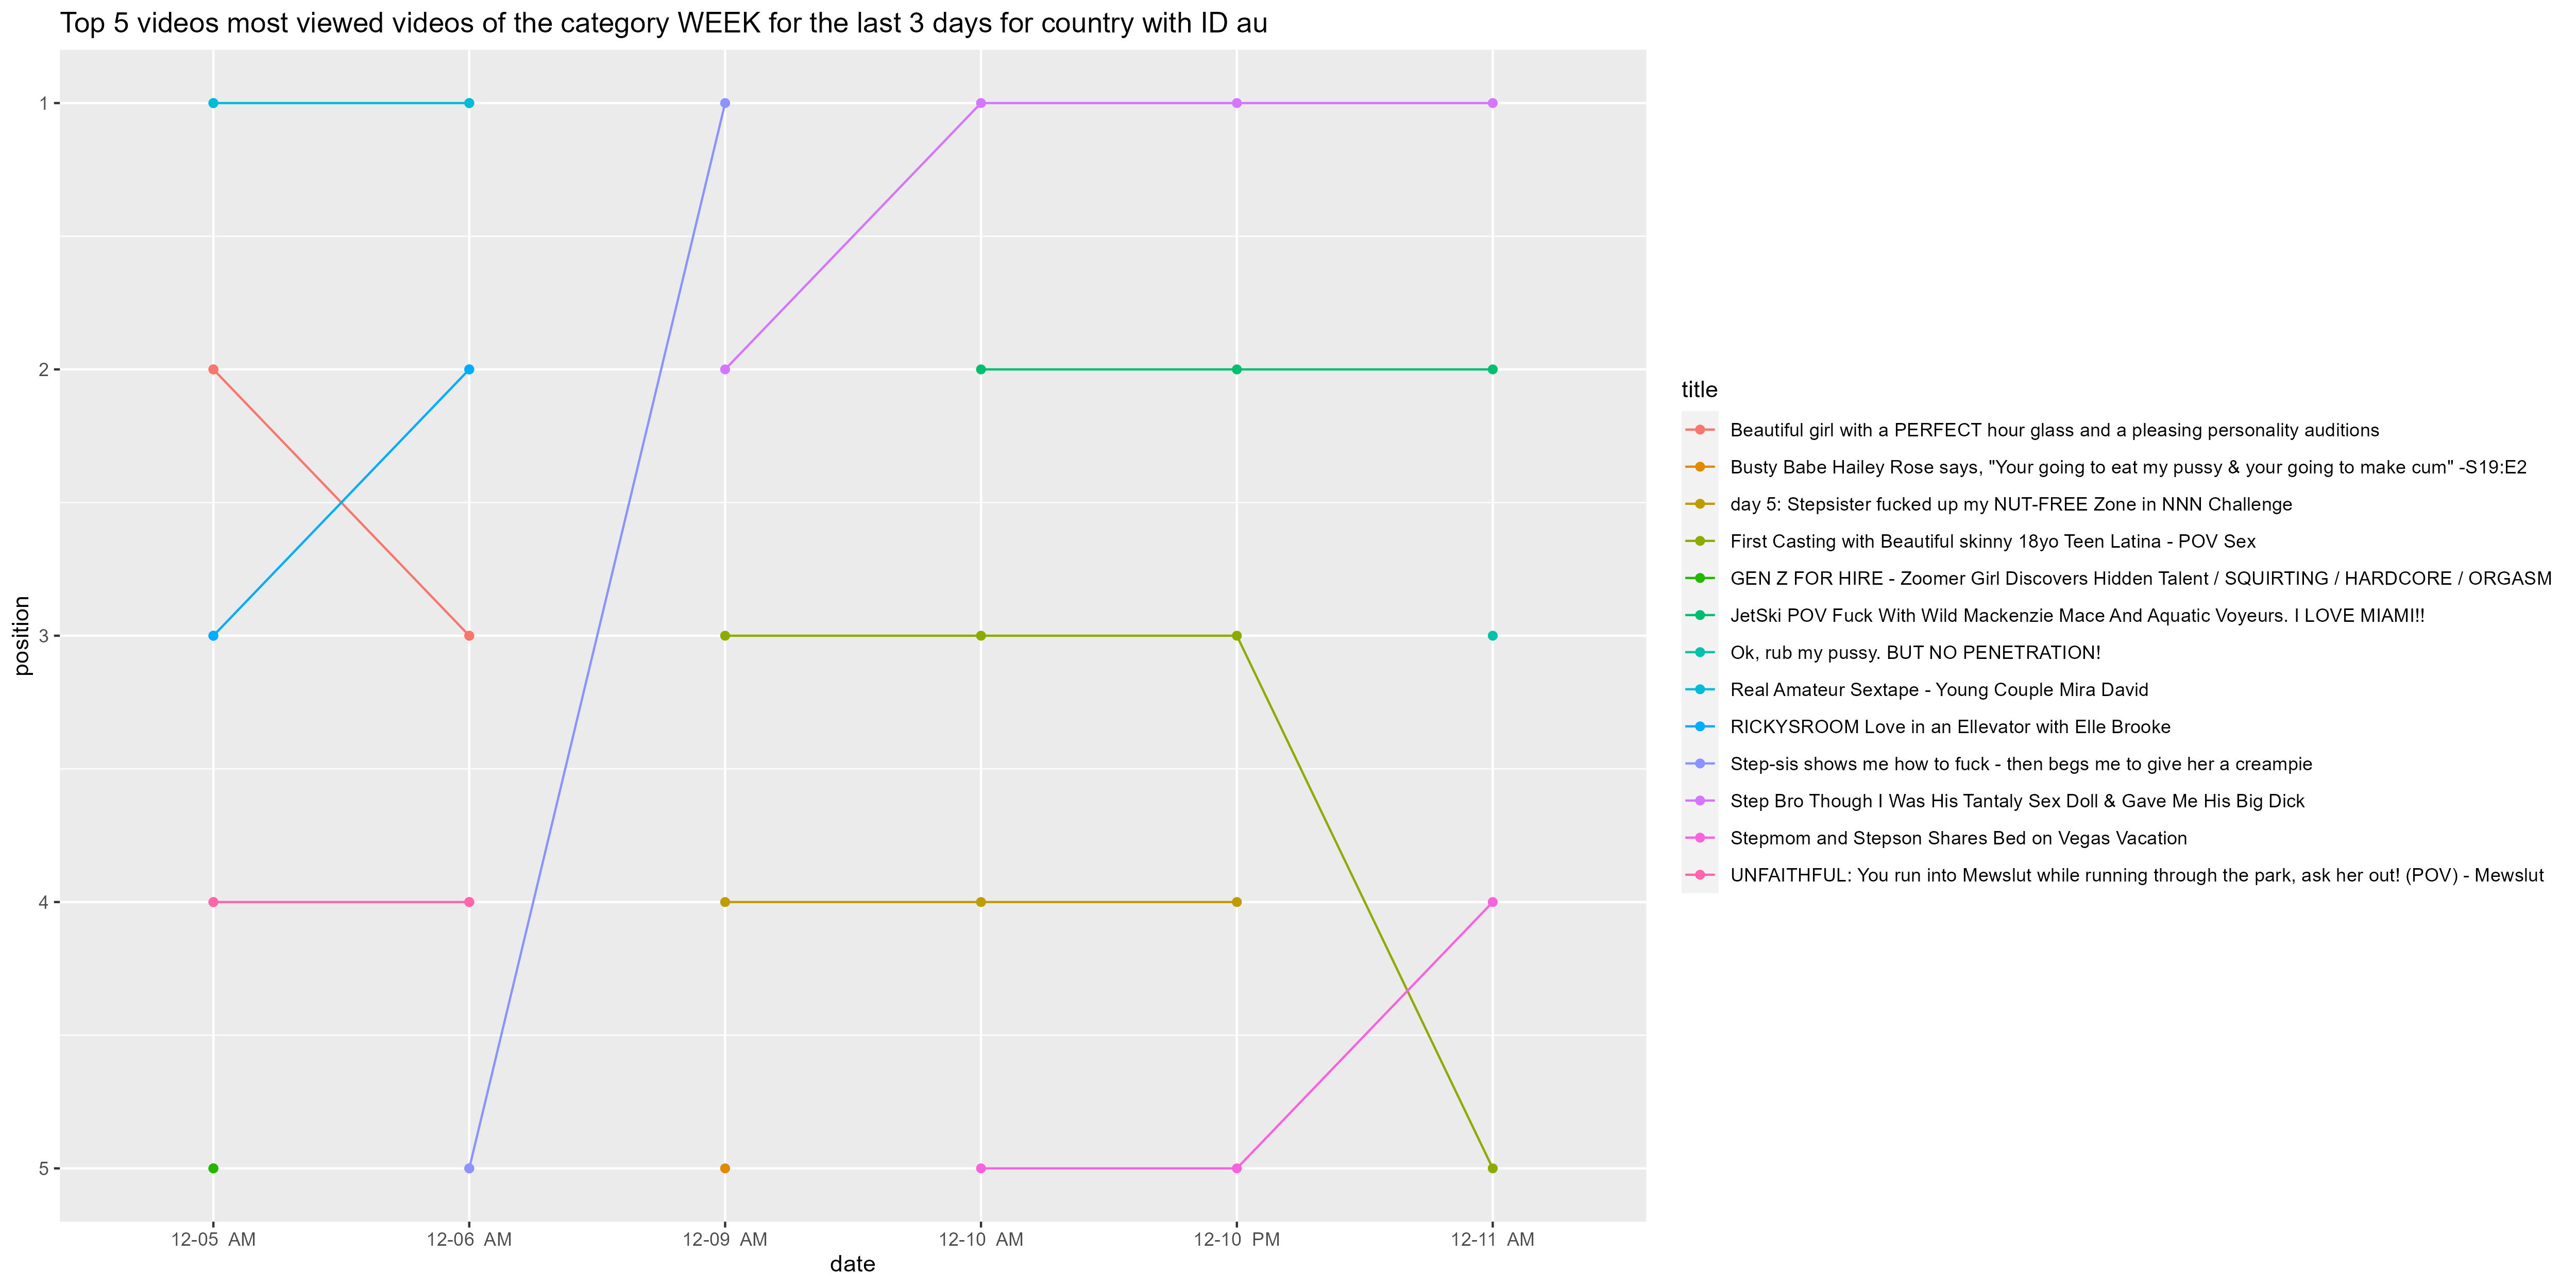 Top 5 videos most viewed videos of the category WEEK for the last 3 days for country with ID au
1
2
3
4
5
position
12-05 AM
12-06 AM
12-09 AM
12-10 AM
12-10 PM
12-11 AM
date
title
Beautiful girl with a PERFECT hour glass and a pleasing personality auditions
Busty Babe Hailey Rose says, "Your going to eat my pussy & your going to make cum" -S19:E2
day 5: Stepsister fucked up my NUT-FREE Zone in NNN Challenge
First Casting with Beautiful skinny 18yo Teen Latina - POV Sex
GEN Z FOR HIRE - Zoomer Girl Discovers Hidden Talent / SQUIRTING / HARDCORE / ORGASM
JetSki POV Fuck With Wild Mackenzie Mace And Aquatic Voyeurs. I LOVE MIAMI!!
Ok, rub my pussy. BUT NO PENETRATION!
Real Amateur Sextape - Young Couple Mira David
RICKYSROOM Love in an Ellevator with Elle Brooke
Step-sis shows me how to fuck - then begs me to give her a creampie
Step Bro Though I Was His Tantaly Sex Doll & Gave Me His Big Dick
Stepmom and Stepson Shares Bed on Vegas Vacation
UNFAITHFUL: You run into Mewslut while running through the park, ask her out! (POV) - Mewslut